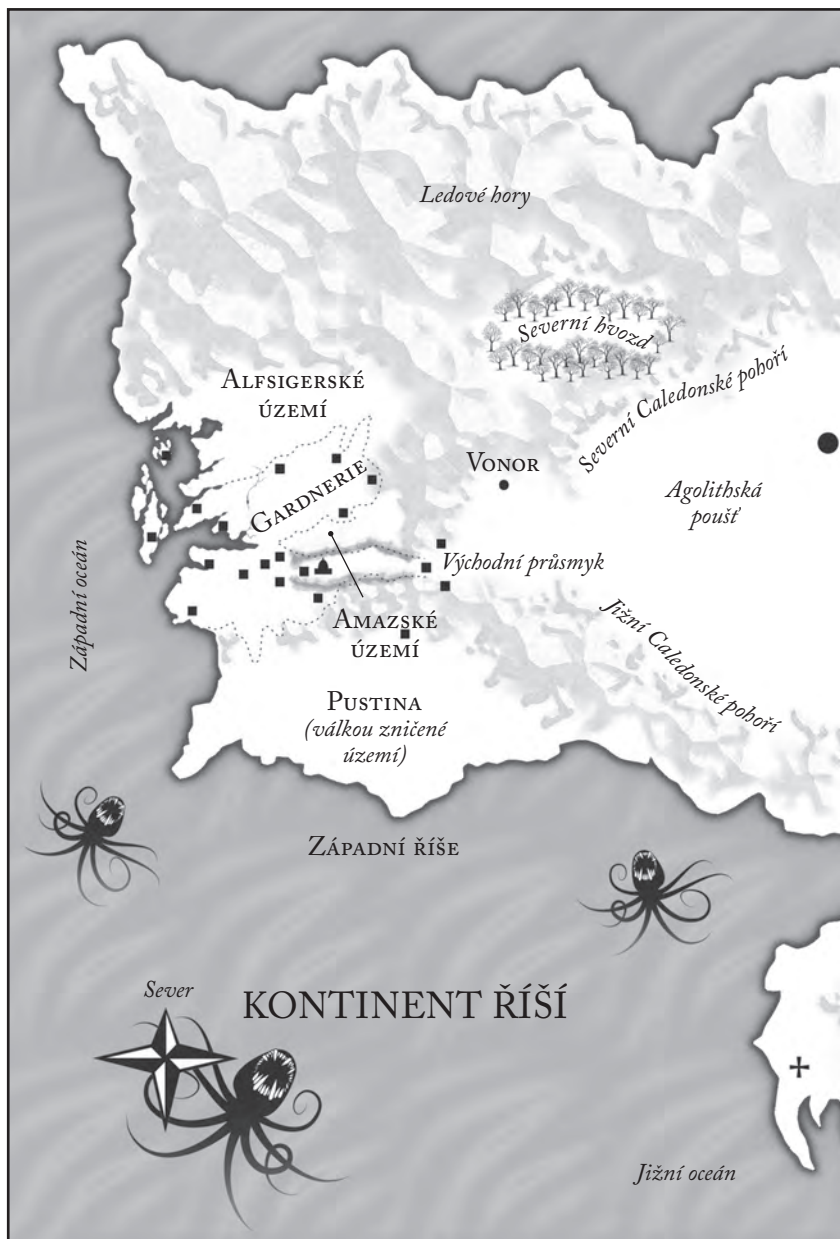 Ledové hory
Severní hvozd
Severní Caledonské pohoří
Alfsigerské
území
Gardnerie
Vonor
Agolithská
poušť
Západní oceán
Východní průsmyk
Amazské
území
Jižní Caledonské pohoří
Pustina
(válkou zničené
území)
Západní říše
Sever
KONTINENT ŘÍŠÍ
Jižní oceán